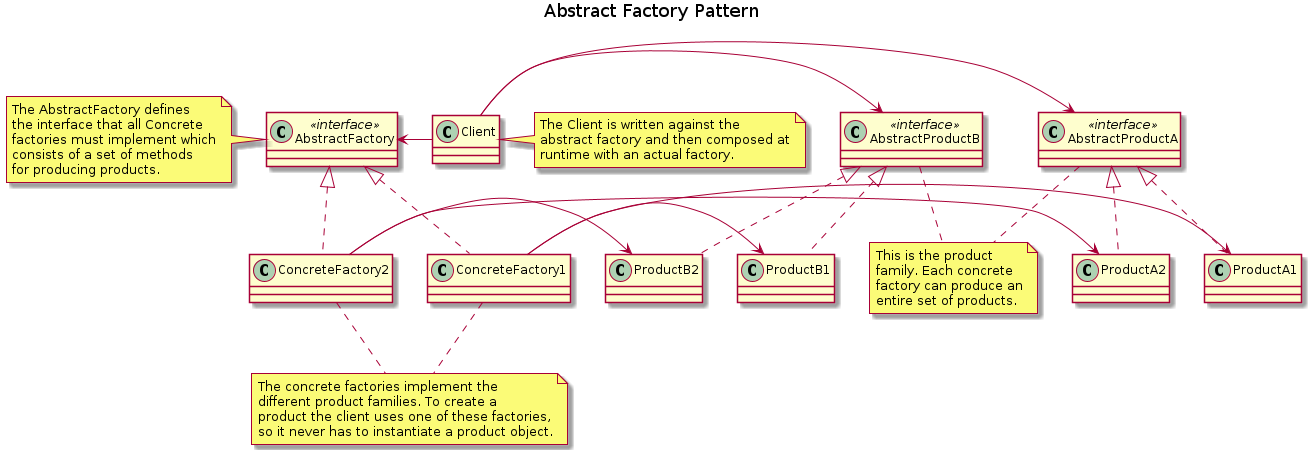 Abstract Factory Pattern
The AbstractFactory defines
the interface that all Concrete
factories must implement which
consists of a set of methods
for producing products.
C «interface»
AbstractFactory
C Client
The Client is written against the
abstract factory and then composed at
runtime with an actual factory.
C «interface»
AbstractProductB
C «interface»
AbstractProductA
C ConcreteFactory2
C ConcreteFactory1
C ProductB2
C ProductB1
This is the product
family. Each concrete
factory can produce an
entire set of products.
C ProductA2
C ProductA1
The concrete factories implement the
different product families. To create a
product the client uses one of these factories,
so it never has to instantiate a product object.